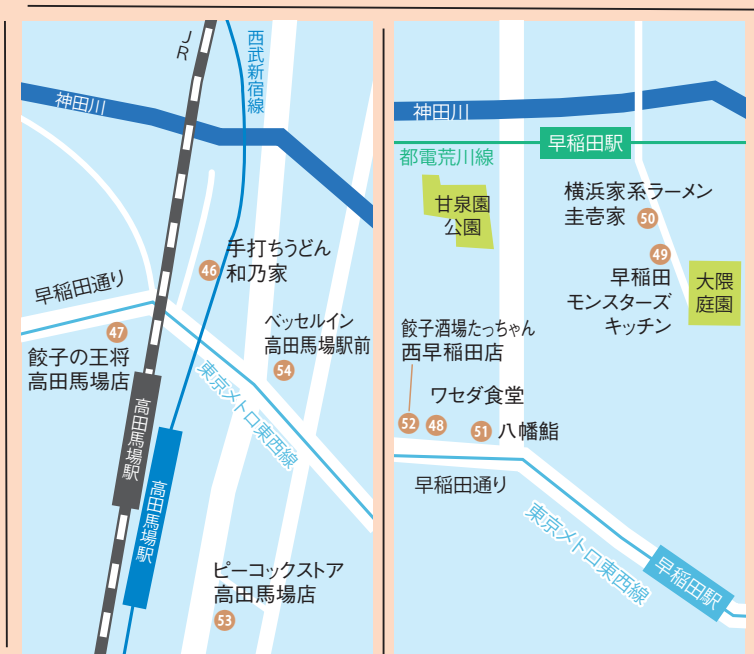 JR
西武新宿線
神田川
手打ちうどん
和乃家
46
早稲田通り
47
餃子の王将
高田馬場店
ベッセルイン
高田馬場駅前
54
東京メトロ東西線
高田馬場駅
高田馬場駅
ピーコックストア
高田馬場店
53
神田川
都電荒川線
早稲田駅
甘泉園
公園
横浜家系ラーメン
圭壱家
50
49
早稲田
モンスターズ
キッチン
大隈
庭園
餃子酒場たっちゃん
西早稲田店
ワセダ食堂
52
48
51
八幡鮨
早稲田通り
東京メトロ東西線
早稲田駅